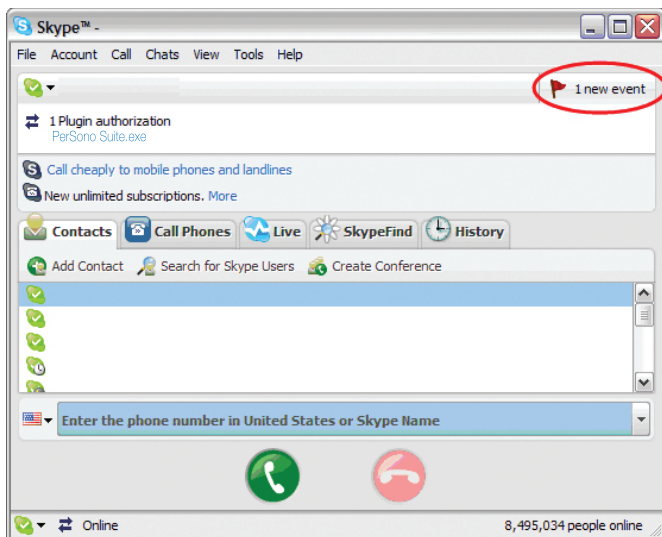 Skype™ -
File Account Call Chats View Tools Help
1 new event
1 Plugin authorization
PerSono Suite.exe
Call cheaply to mobile phones and landlines
New unlimited subscriptions. More
Contacts Call Phones Live SkypeFind History
Add Contact Search for Skype Users Create Conference
Enter the phone number in United States or Skype Name
Online 8,495,034 people online